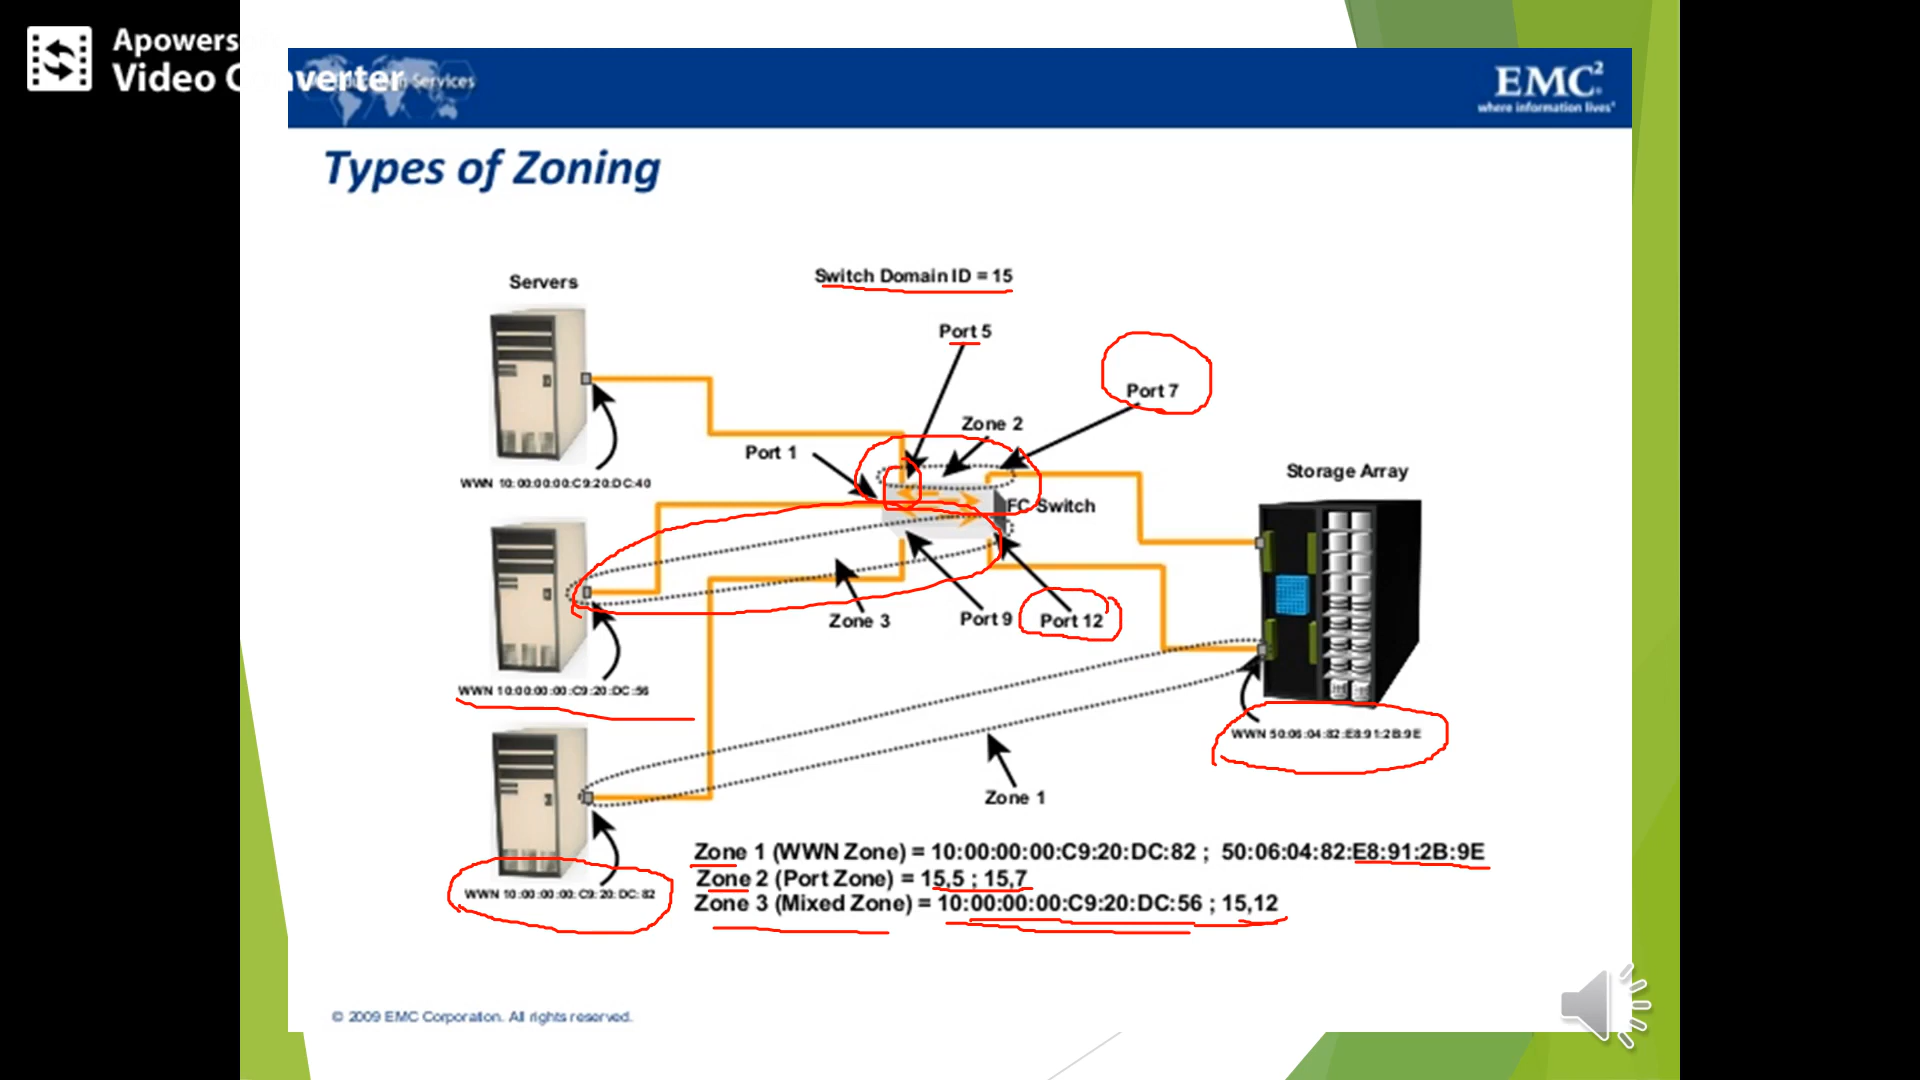 Apowers
Video Converter
Services
EMC²
where information lives®
Types of Zoning
Switch Domain ID = 15
Servers
Port 5
Port 7
Zone 2
Port 1
Storage Array
WWN 10:00:00:00:C9:20:DC:40
FC Switch
Port 9
Port 12
Zone 3
WWN 10:00:00:00:C9:20:DC:56
WWN 50:06:04:82:E8:91:2B:9E
Zone 1
Zone 1 (WWN Zone) = 10:00:00:00:C9:20:DC:82 ; 50:06:04:82:E8:91:2B:9E
Zone 2 (Port Zone) = 15,5 ; 15,7
WWN 10:00:00:00:C9:20:DC:82
Zone 3 (Mixed Zone) = 10:00:00:00:C9:20:DC:56 ; 15,12
© 2009 EMC Corporation. All rights reserved.